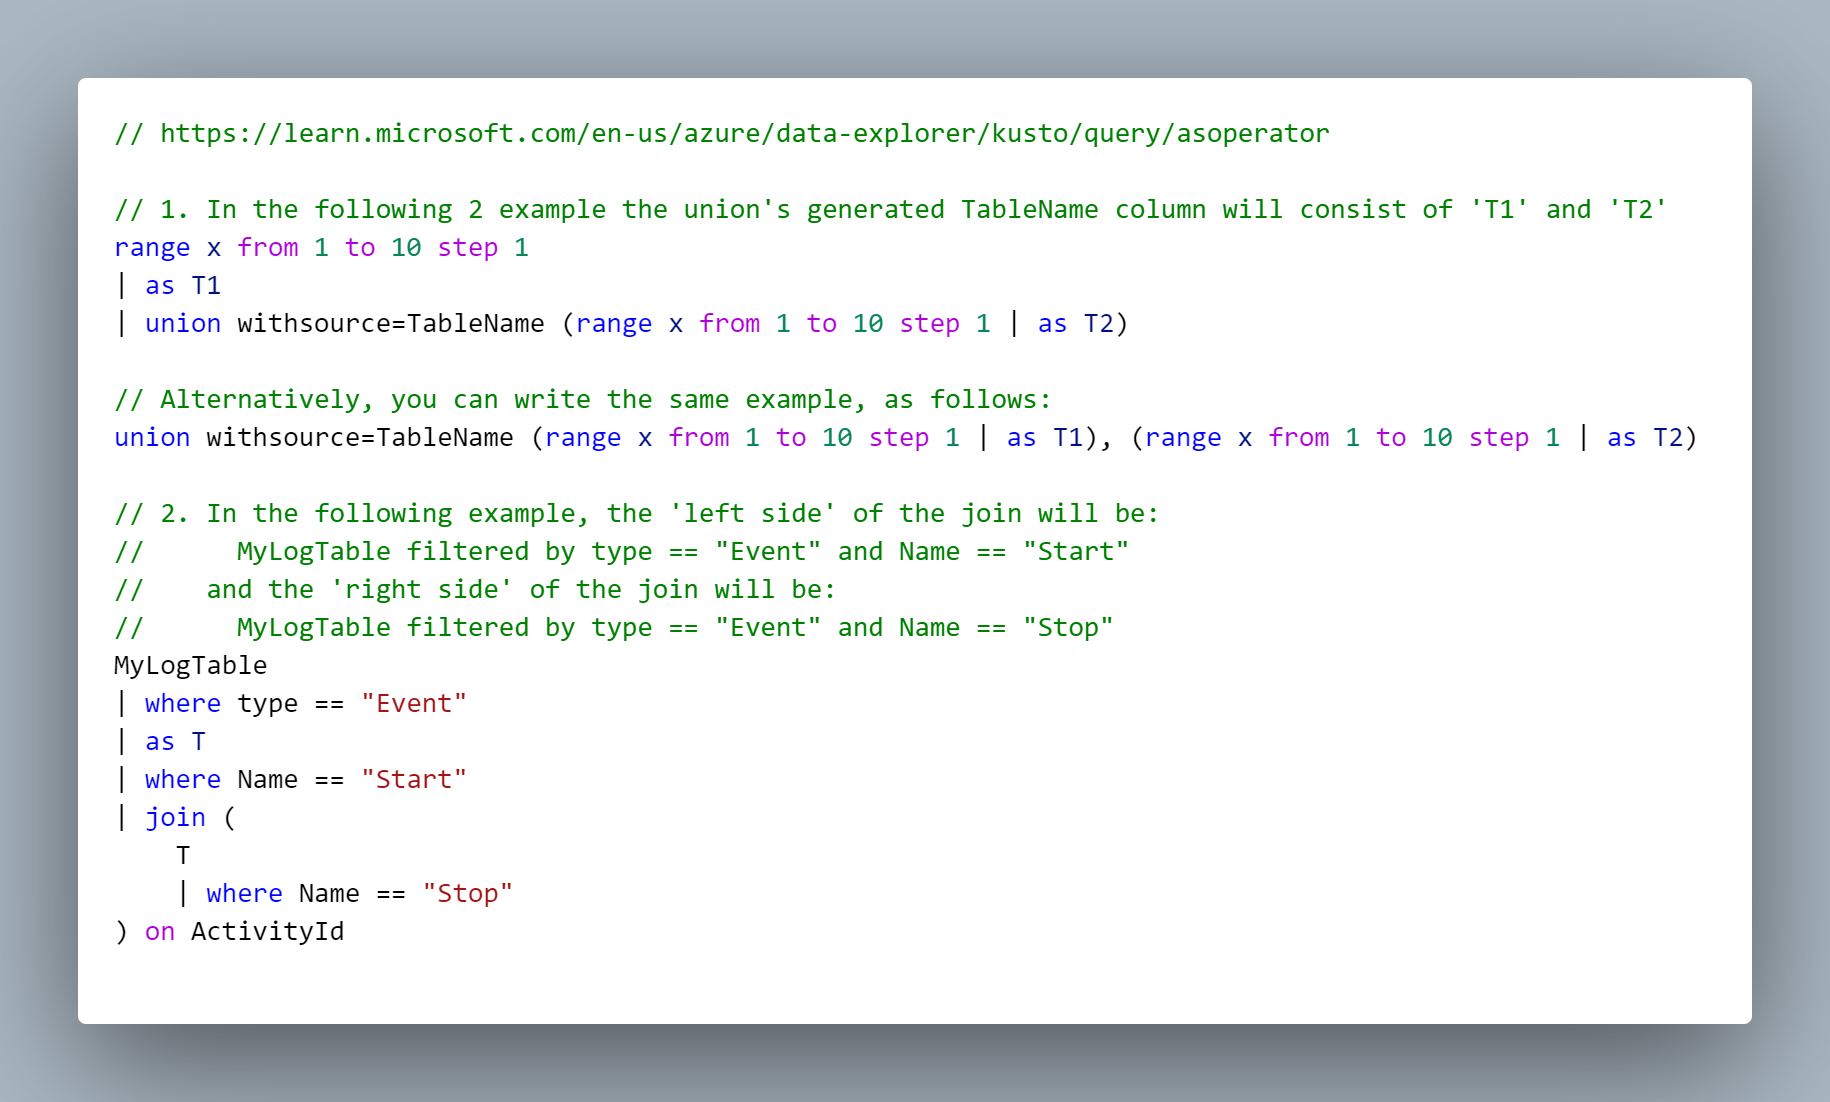 // https://learn.microsoft.com/en-us/azure/data-explorer/kusto/query/asoperator

// 1. In the following 2 example the union's generated TableName column will consist of 'T1' and 'T2'
range x from 1 to 10 step 1
| as T1
| union withsource=TableName (range x from 1 to 10 step 1 | as T2)

// Alternatively, you can write the same example, as follows:
union withsource=TableName (range x from 1 to 10 step 1 | as T1), (range x from 1 to 10 step 1 | as T2)

// 2. In the following example, the 'left side' of the join will be:
//      MyLogTable filtered by type == "Event" and Name == "Start"
//    and the 'right side' of the join will be:
//      MyLogTable filtered by type == "Event" and Name == "Stop"
MyLogTable
| where type == "Event"
| as T
| where Name == "Start"
| join (
    T
    | where Name == "Stop"
) on ActivityId